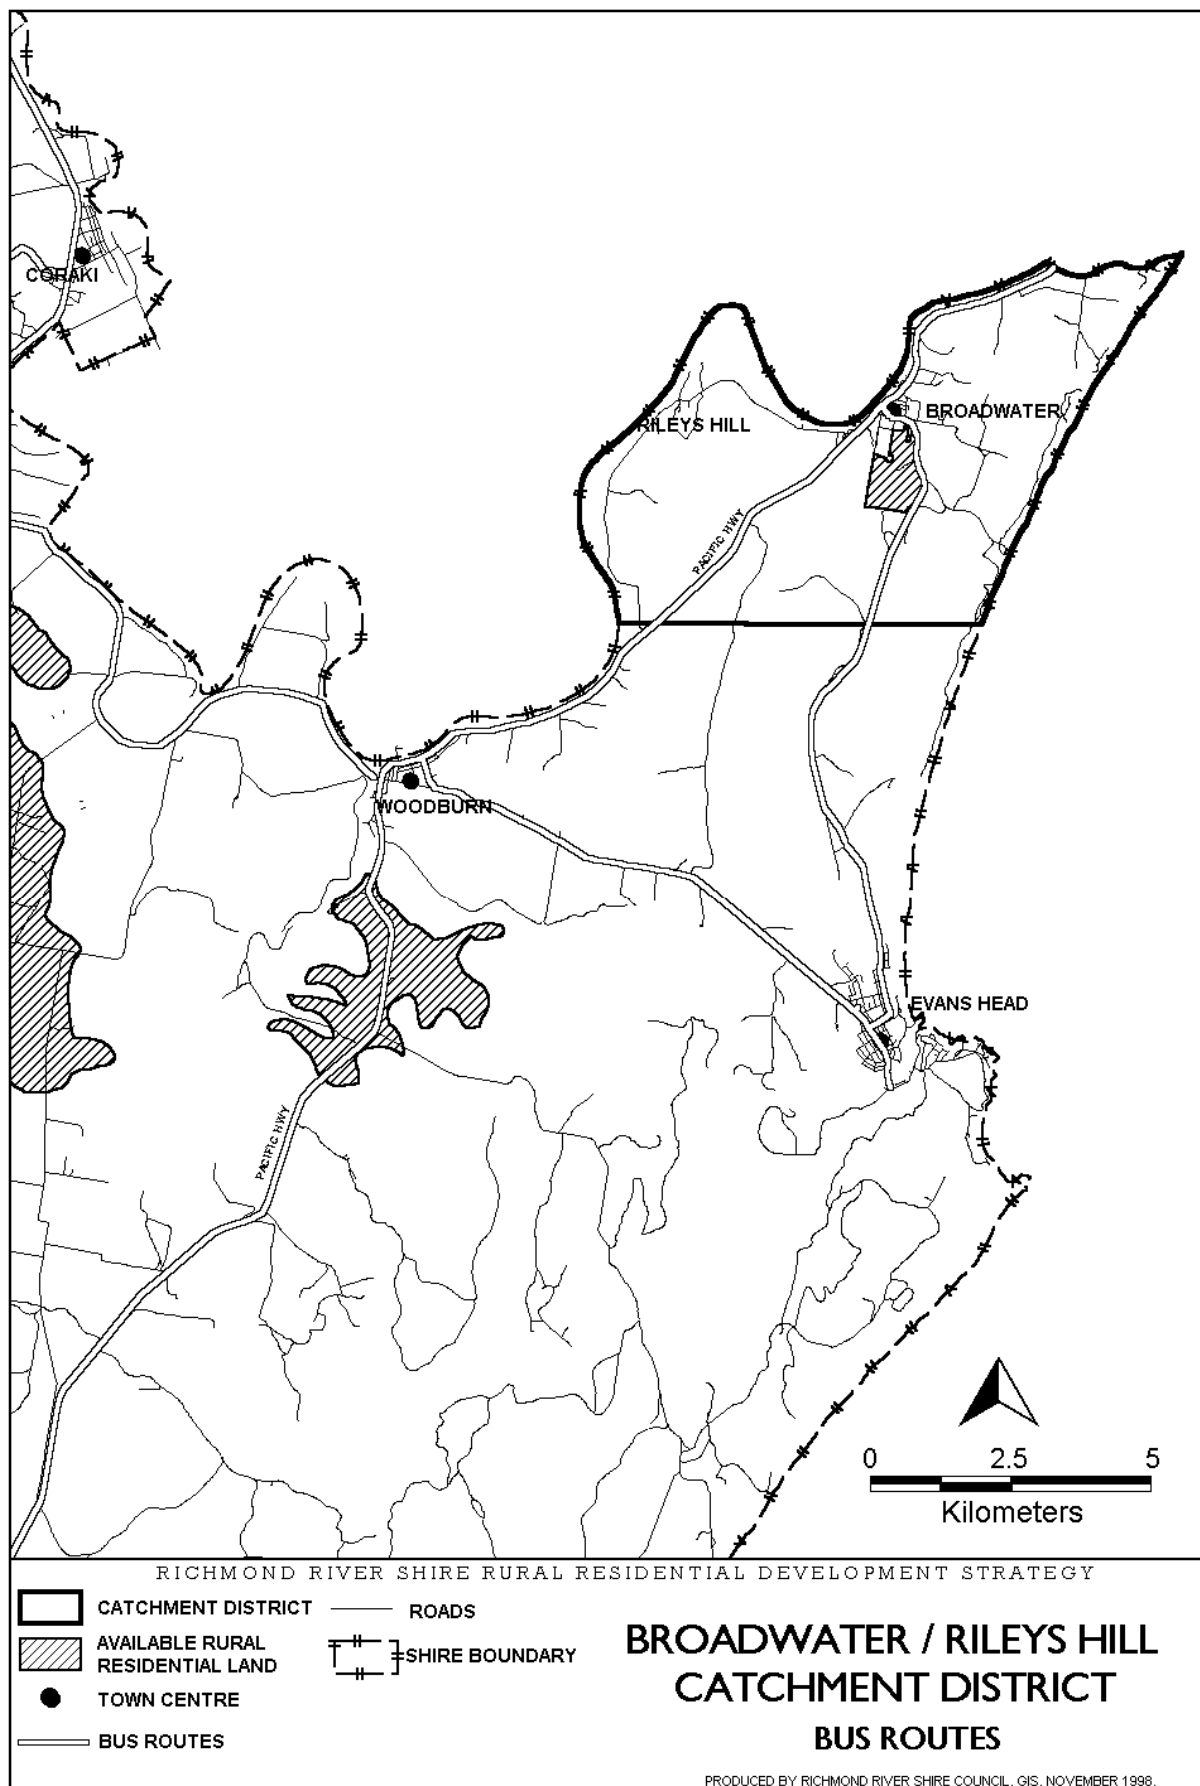 CORAKI
RILEYS HILL
BROADWATER
PACIFIC HWY
WOODBURN
EVANS HEAD
PACIFIC HWY
0 2.5 5
Kilometers
RICHMOND RIVER SHIRE RURAL RESIDENTIAL DEVELOPMENT STRATEGY
CATCHMENT DISTRICT
AVAILABLE RURAL
RESIDENTIAL LAND
TOWN CENTRE
BUS ROUTES
ROADS
SHIRE BOUNDARY
BROADWATER / RILEYS HILL
CATCHMENT DISTRICT
BUS ROUTES
PRODUCED BY RICHMOND RIVER SHIRE COUNCIL, GIS, NOVEMBER 1998.